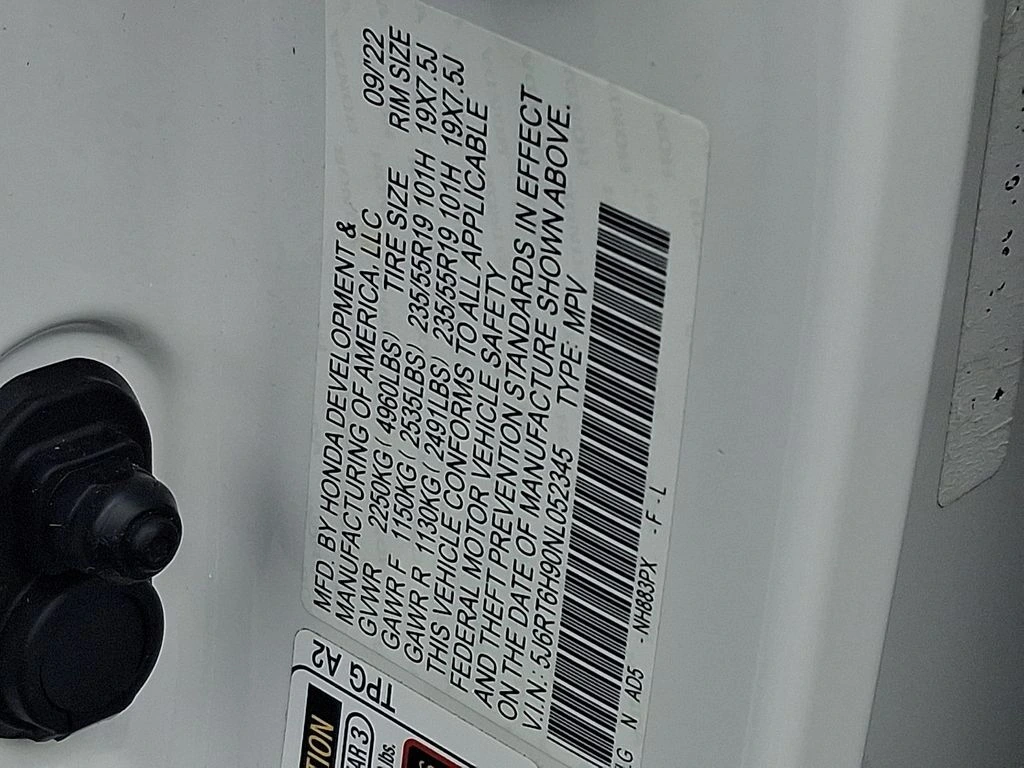 MFD. BY HONDA DEVELOPMENT &
MANUFACTURING OF AMERICA, LLC 09/'22
GVWR 2250KG ( 4960LBS) TIRE SIZE RIM SIZE
GAWR F 1150KG ( 2535LBS) 235/55R19 101H 19X7.5J
GAWR R 1130KG ( 2491LBS) 235/55R19 101H 19X7.5J
THIS VEHICLE CONFORMS TO ALL APPLICABLE
FEDERAL MOTOR VEHICLE SAFETY
AND THEFT PREVENTION STANDARDS IN EFFECT
ON THE DATE OF MANUFACTURE SHOWN ABOVE.
V.I.N.: 5J6RT6H90NL052345 TYPE: MPV
N AD5 -NH883PX -F - L
TPG A2
AR.3
lbs.